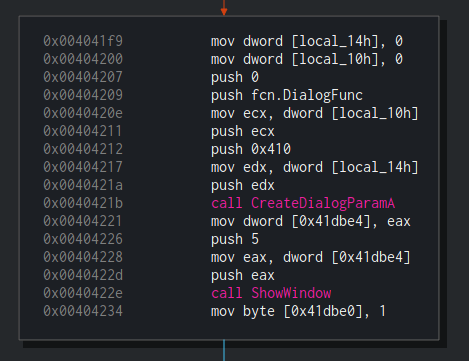 0x004041f9 mov dword [local_14h], 0
0x00404200 mov dword [local_10h], 0
0x00404207 push 0
0x00404209 push fcn.DialogFunc
0x0040420e mov ecx, dword [local_10h]
0x00404211 push ecx
0x00404212 push 0x410
0x00404217 mov edx, dword [local_14h]
0x0040421a push edx
0x0040421b call CreateDialogParamA
0x00404221 mov dword [0x41dbe4], eax
0x00404226 push 5
0x00404228 mov eax, dword [0x41dbe4]
0x0040422d push eax
0x0040422e call ShowWindow
0x00404234 mov byte [0x41dbe0], 1